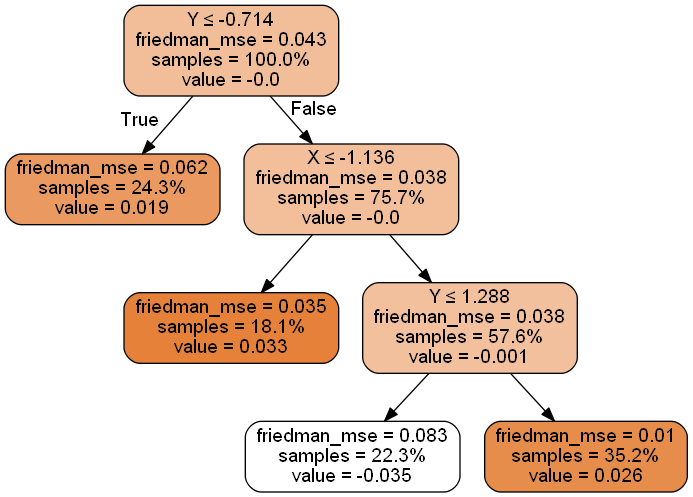 Y ≤ -0.714
friedman_mse = 0.043
samples = 100.0%
value = -0.0
True
False
friedman_mse = 0.062
samples = 24.3%
value = 0.019
X ≤ -1.136
friedman_mse = 0.038
samples = 75.7%
value = -0.0
friedman_mse = 0.035
samples = 18.1%
value = 0.033
Y ≤ 1.288
friedman_mse = 0.038
samples = 57.6%
value = -0.001
friedman_mse = 0.083
samples = 22.3%
value = -0.035
friedman_mse = 0.01
samples = 35.2%
value = 0.026